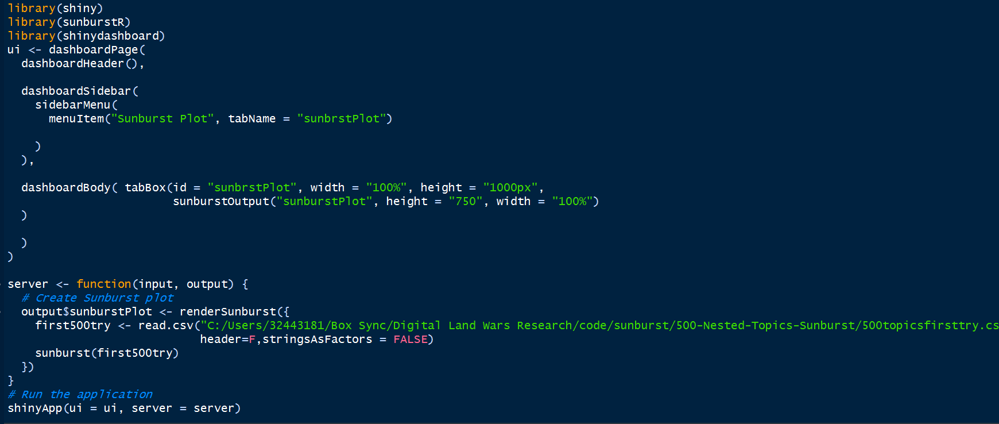 library(shiny)
library(sunburstR)
library(shinydashboard)
ui <- dashboardPage(
  dashboardHeader(),

  dashboardSidebar(
    sidebarMenu(
      menuItem("Sunburst Plot", tabName = "sunbrstPlot")

    )
  ),

  dashboardBody( tabBox(id = "sunbrstPlot", width = "100%", height = "1000px",
                        sunburstOutput("sunburstPlot", height = "750", width = "100%")
  )

  )
)

server <- function(input, output) {
  # Create Sunburst plot
  output$sunburstPlot <- renderSunburst({
    first500try <- read.csv("C:/Users/32443181/Box Sync/Digital Land Wars Research/code/sunburst/500-Nested-Topics-Sunburst/500topicsfirsttry.cs
                            header=F,stringsAsFactors = FALSE)
    sunburst(first500try)
  })
}
# Run the application
shinyApp(ui = ui, server = server)